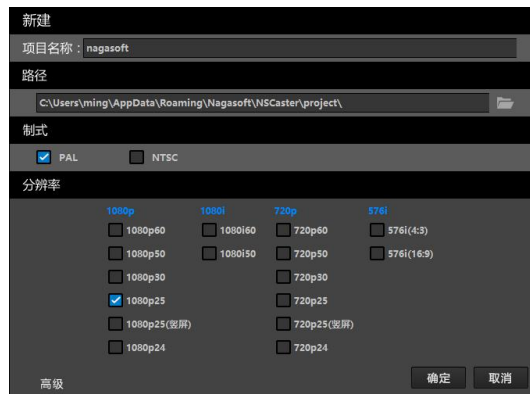 新建
项目名称：nagasoft
路径
C:\Users\ming\AppData\Roaming\Nagasoft\NSCaster\project\
制式
PAL NTSC
分辨率
1080p 1080i 720p 576i
1080p60 1080i60 720p60 576i(4:3)
1080p50 1080i50 720p50 576i(16:9)
1080p30 720p30
1080p25 720p25
1080p25(竖屏) 720p25(竖屏)
1080p24 720p24
高级 确定 取消